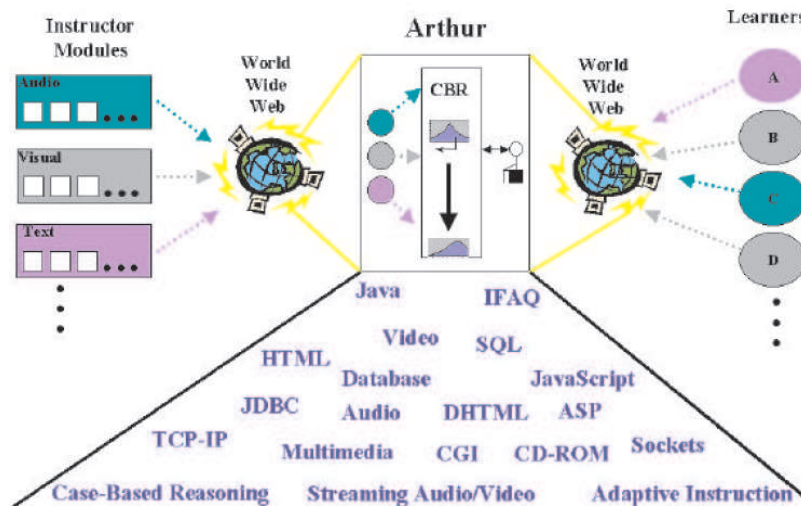 Instructor
Modules
Arthur
Learners
World
Wide
Web
World
Wide
Web
Audio
Visual
Text
CBR
A
B
C
D
Java
IFAQ
Video
SQL
HTML
Database
JavaScript
JDBC
Audio
DHTML
ASP
TCP-IP
Multimedia
CGI
CD-ROM
Sockets
Case-Based Reasoning
Streaming Audio/Video
Adaptive Instruction